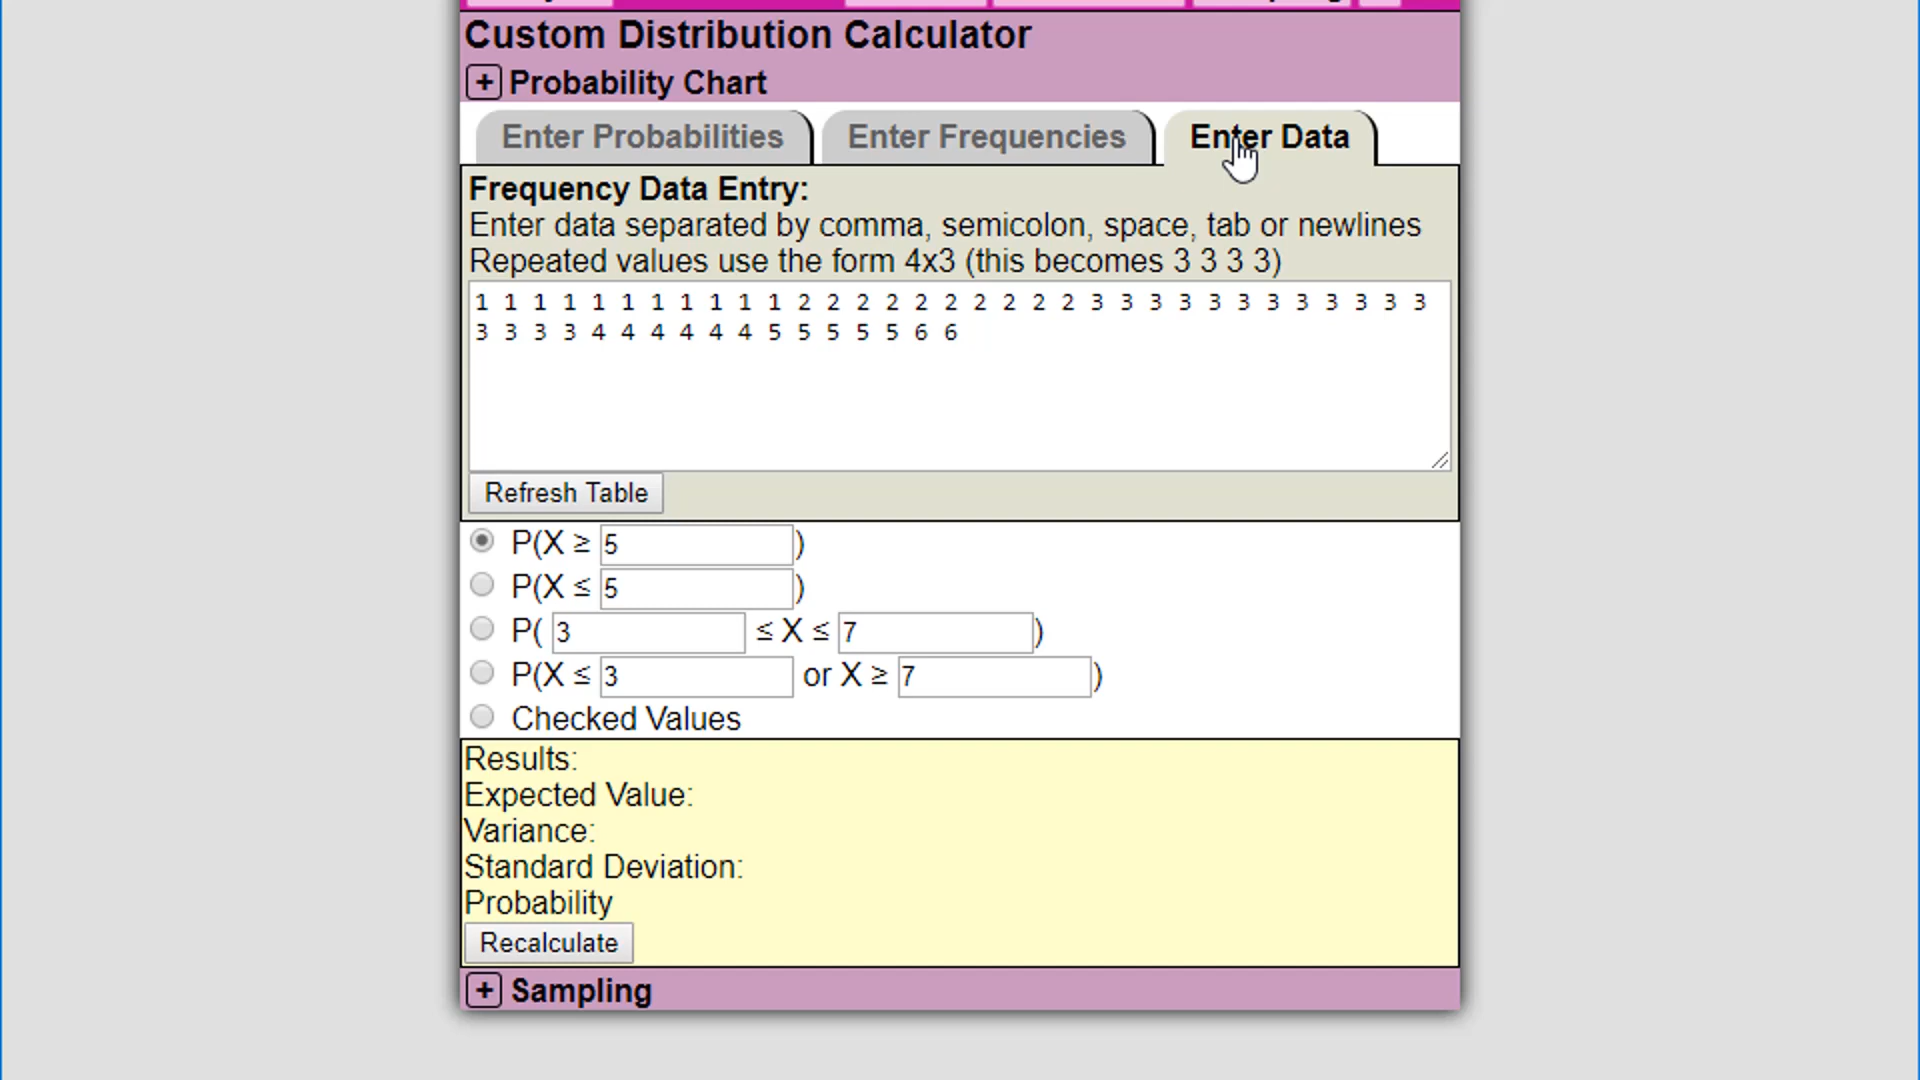 Custom Distribution Calculator
+ Probability Chart
Enter Probabilities Enter Frequencies Enter Data
Frequency Data Entry:
Enter data separated by comma, semicolon, space, tab or newlines
Repeated values use the form 4x3 (this becomes 3 3 3 3)
1 1 1 1 1 1 1 1 1 1 1 2 2 2 2 2 2 2 2 2 2 3 3 3 3 3 3 3 3 3 3 3 3
3 3 3 3 4 4 4 4 4 4 5 5 5 5 5 6 6
Refresh Table
P(X ≥ 5)
P(X ≤ 5)
P( 3 ≤ X ≤ 7)
P(X ≤ 3 or X ≥ 7)
Checked Values
Results:
Expected Value:
Variance:
Standard Deviation:
Probability
Recalculate
+ Sampling